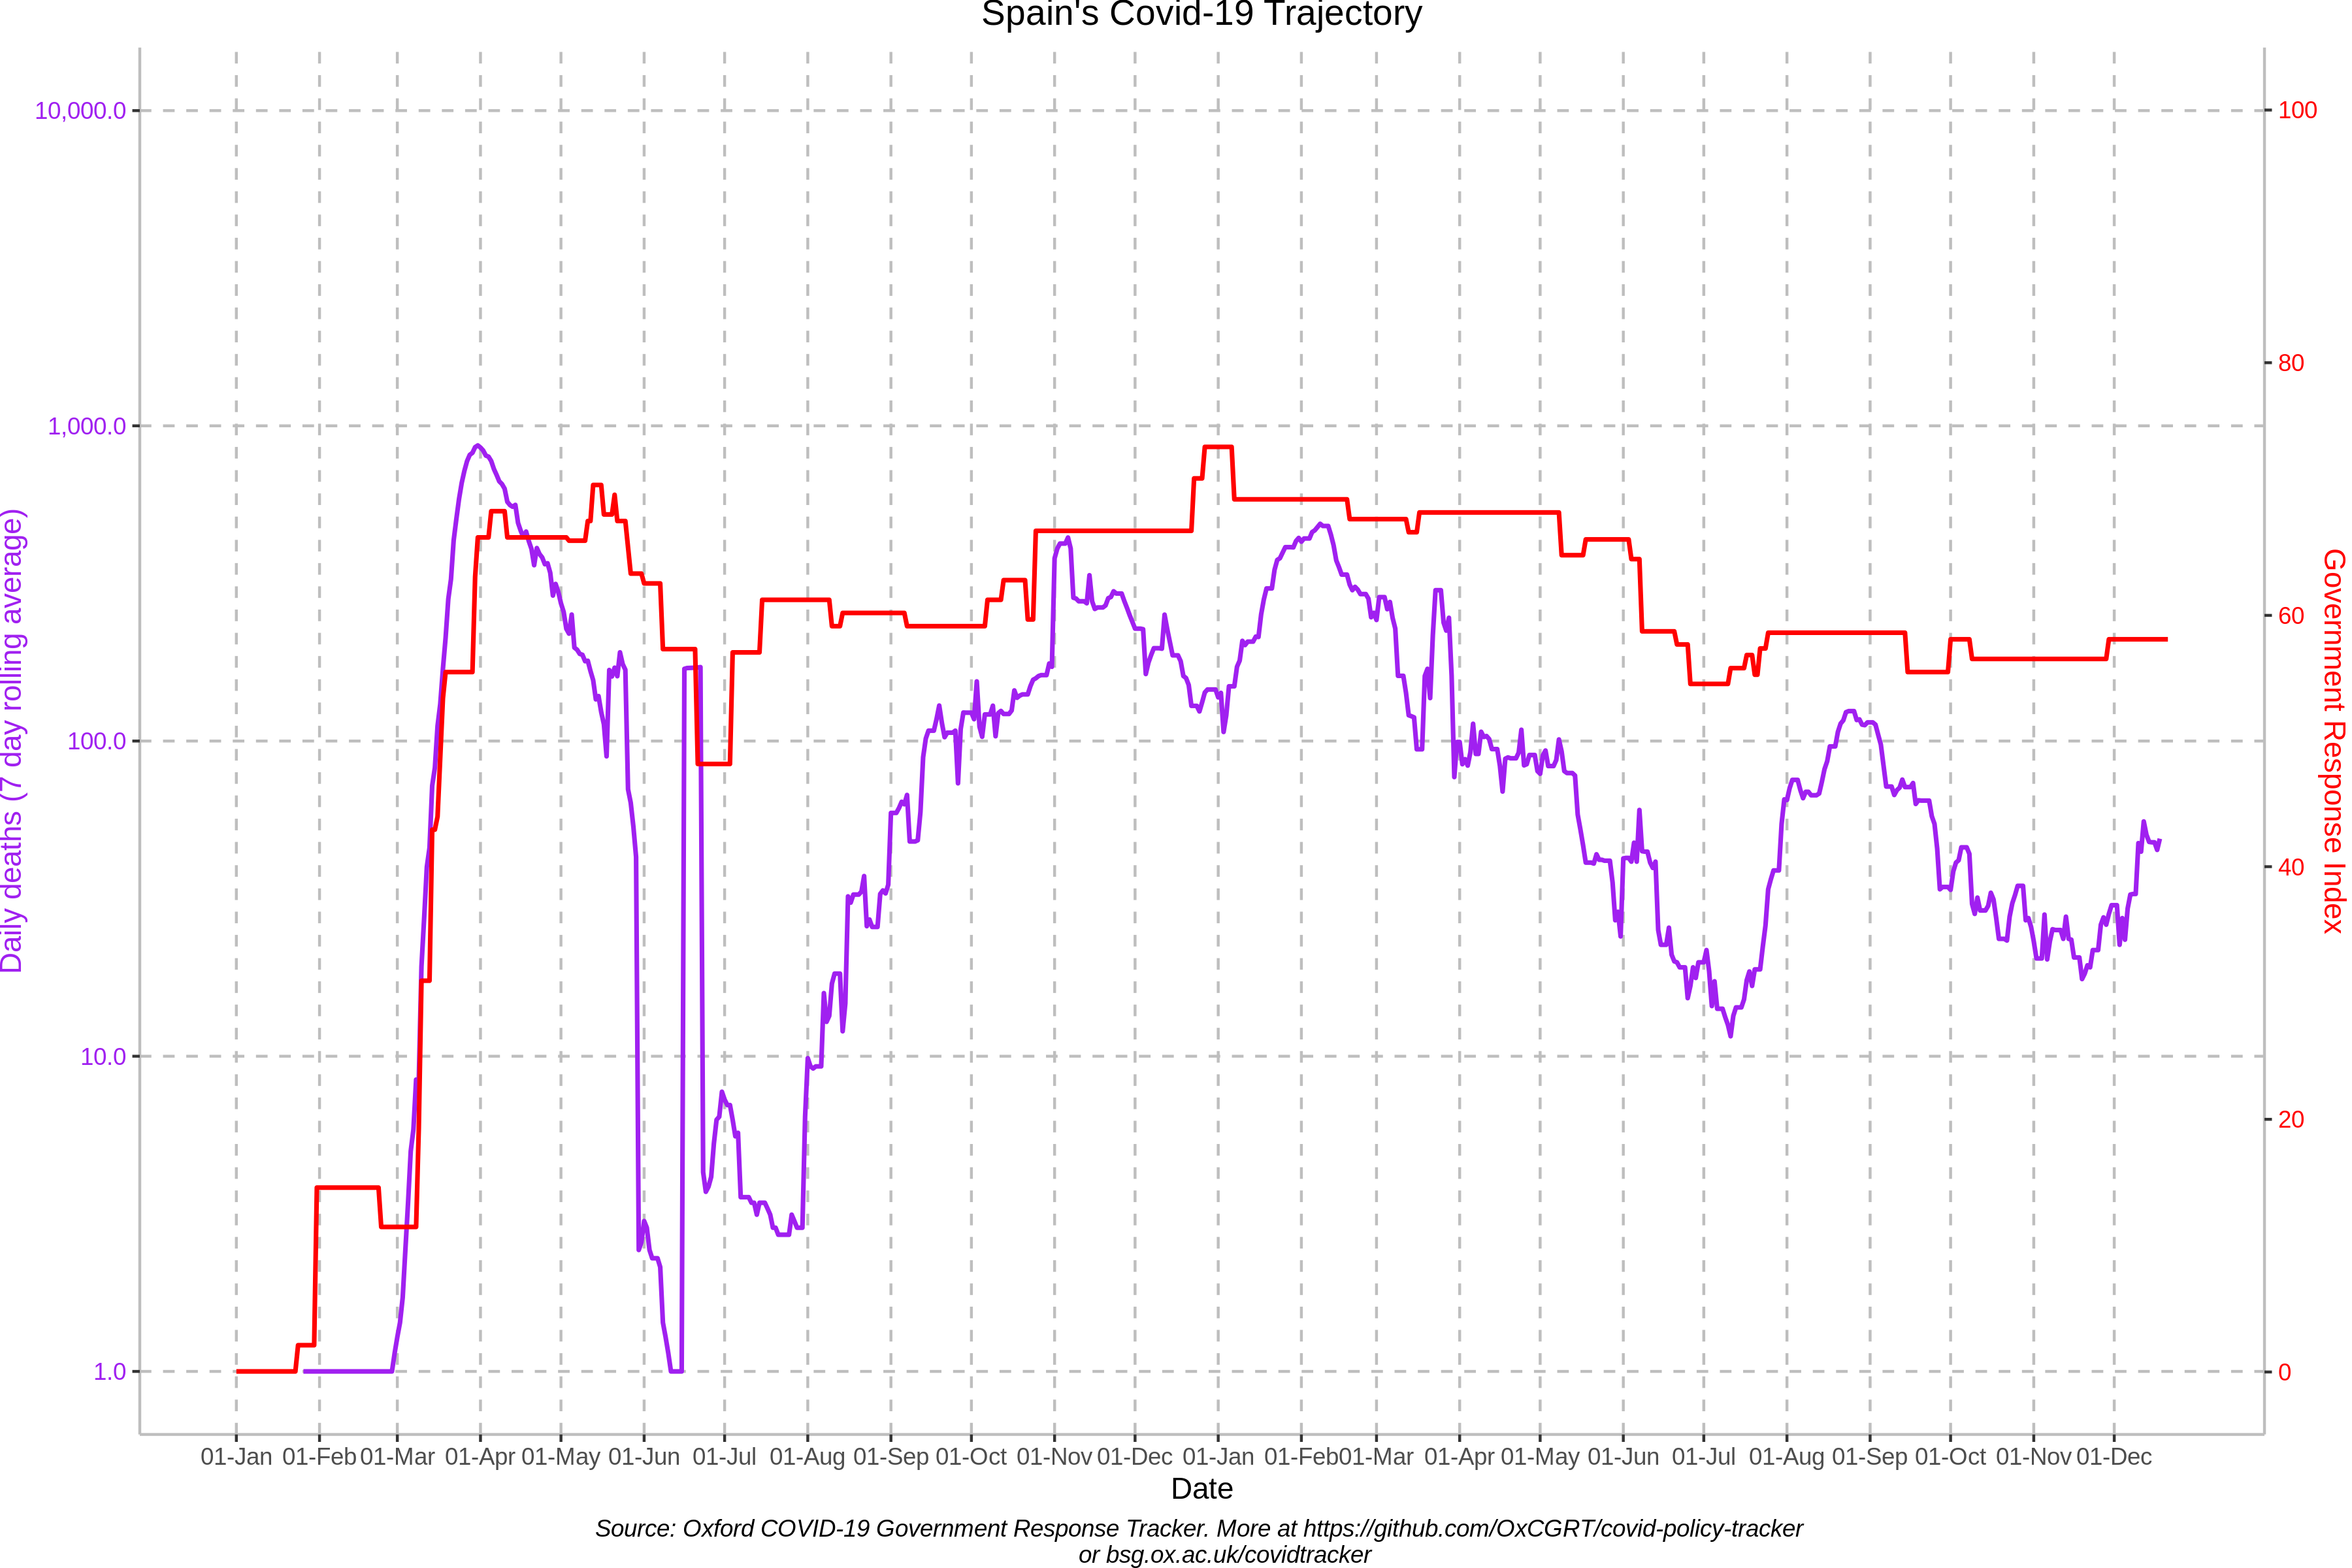 Spain's Covid-19 Trajectory
10,000.0
1,000.0
100.0
10.0
1.0
Daily deaths (7 day rolling average)
100
80
60
40
20
0
Government Response Index
01-Jan 01-Feb 01-Mar 01-Apr 01-May 01-Jun 01-Jul 01-Aug 01-Sep 01-Oct 01-Nov 01-Dec 01-Jan 01-Feb 01-Mar 01-Apr 01-May 01-Jun 01-Jul 01-Aug 01-Sep 01-Oct 01-Nov 01-Dec
Date
Source: Oxford COVID-19 Government Response Tracker. More at https://github.com/OxCGRT/covid-policy-tracker
or bsg.ox.ac.uk/covidtracker